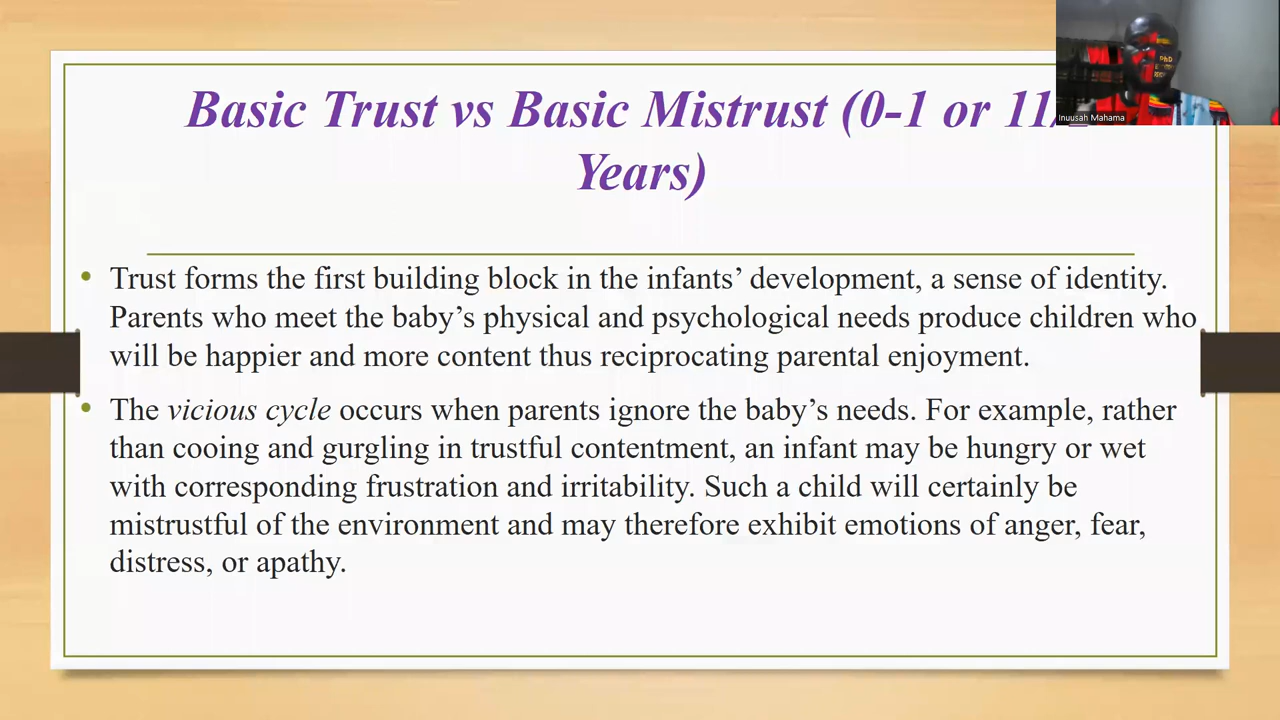 Basic Trust vs Basic Mistrust (0-1 or 11/2
Years)
PhD
Inuusah Mahama
• Trust forms the first building block in the infants’ development, a sense of identity.
Parents who meet the baby’s physical and psychological needs produce children who
will be happier and more content thus reciprocating parental enjoyment.
• The vicious cycle occurs when parents ignore the baby’s needs. For example, rather
than cooing and gurgling in trustful contentment, an infant may be hungry or wet
with corresponding frustration and irritability. Such a child will certainly be
mistrustful of the environment and may therefore exhibit emotions of anger, fear,
distress, or apathy.